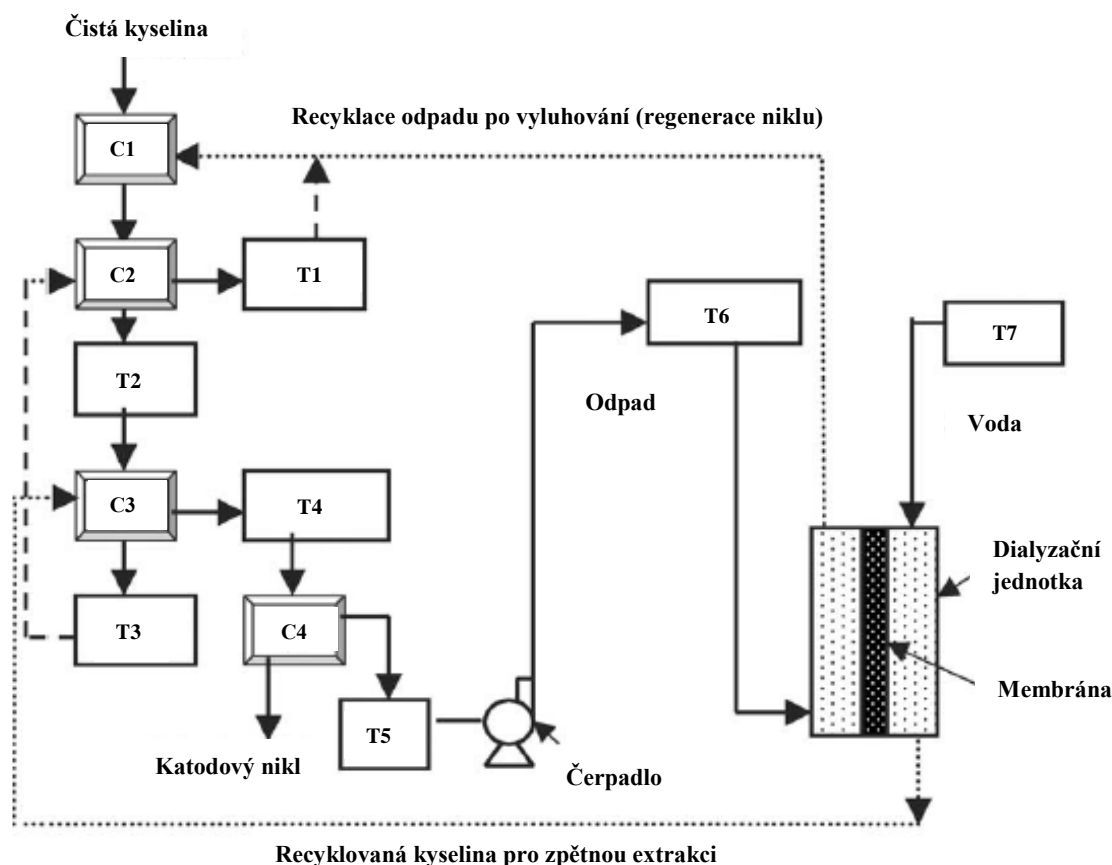 Čistá kyselina
Recyklace odpadu po vyluhování (regenerace niklu)
C1
C2
T1
T6
T7
T2
Odpad
Voda
C3
T4
Dialyzační
jednotka
T3
C4
Membrána
T5
Katodový nikl
Čerpadlo
Recyklovaná kyselina pro zpětnou extrakci